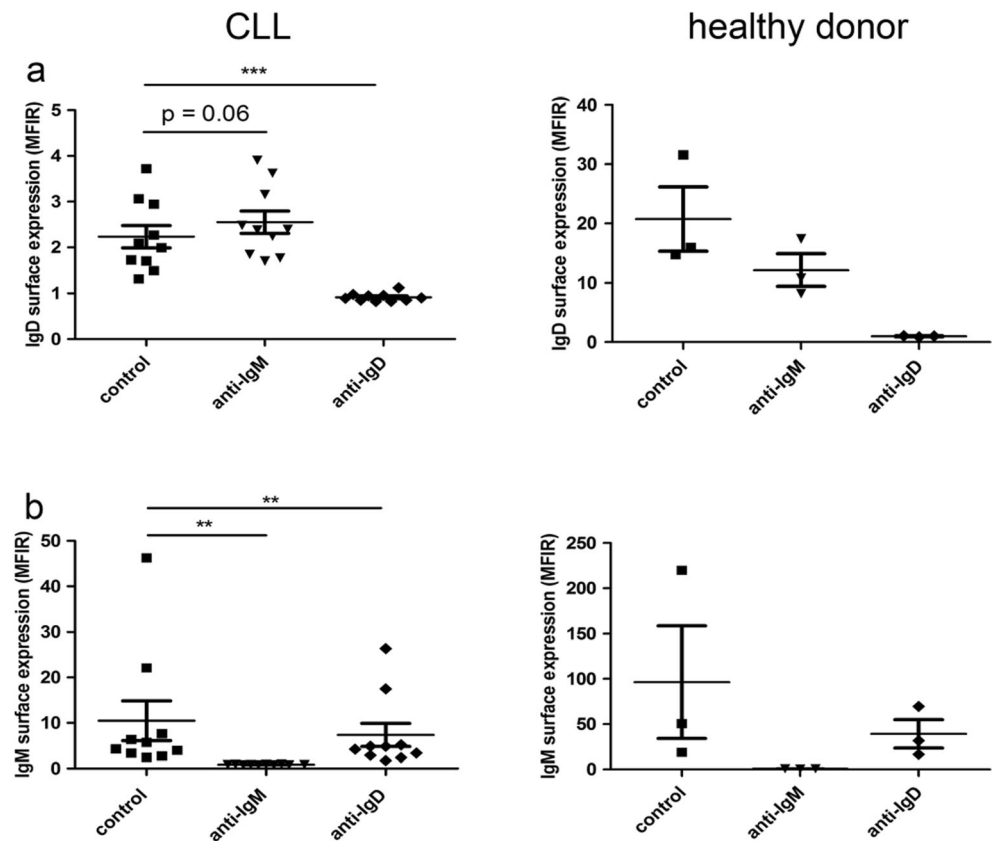 CLL
healthy donor
a
***
p = 0.06
IgD surface expression (MFIR)
5
4
3
2
1
0
control
anti-IgM
anti-IgD
IgD surface expression (MFIR)
40
30
20
10
0
control
anti-IgM
anti-IgD
b
**
**
IgM surface expression (MFIR)
50
40
30
20
10
0
control
anti-IgM
anti-IgD
IgM surface expression (MFIR)
250
200
150
100
50
0
control
anti-IgM
anti-IgD